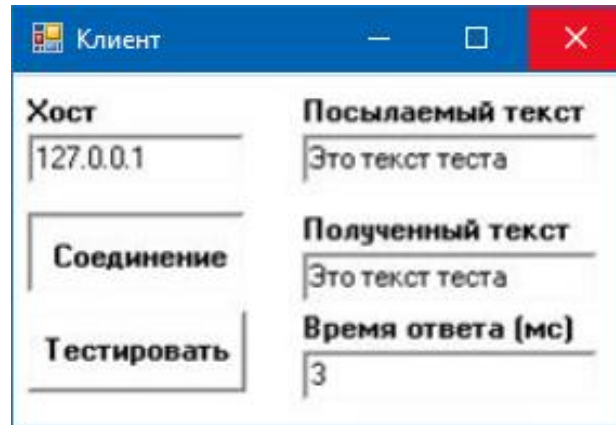 Клиент
Хост
127.0.0.1
Соединение
Тестировать
Посылаемый текст
Это текст теста
Полученный текст
Это текст теста
Время ответа (мс)
3